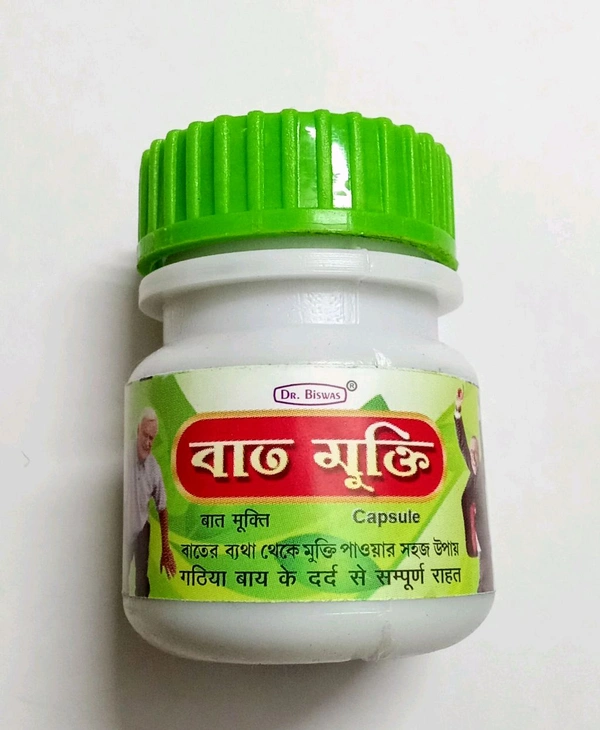 DR. BISWAS®
বাত মুক্তি
बात मूक्ति Capsule
বাতের ব্যথা থেকে মুক্তি পাওয়ার সহজ উপায়
गठिया बाय के दर्द से सम्पूर्ण राहत